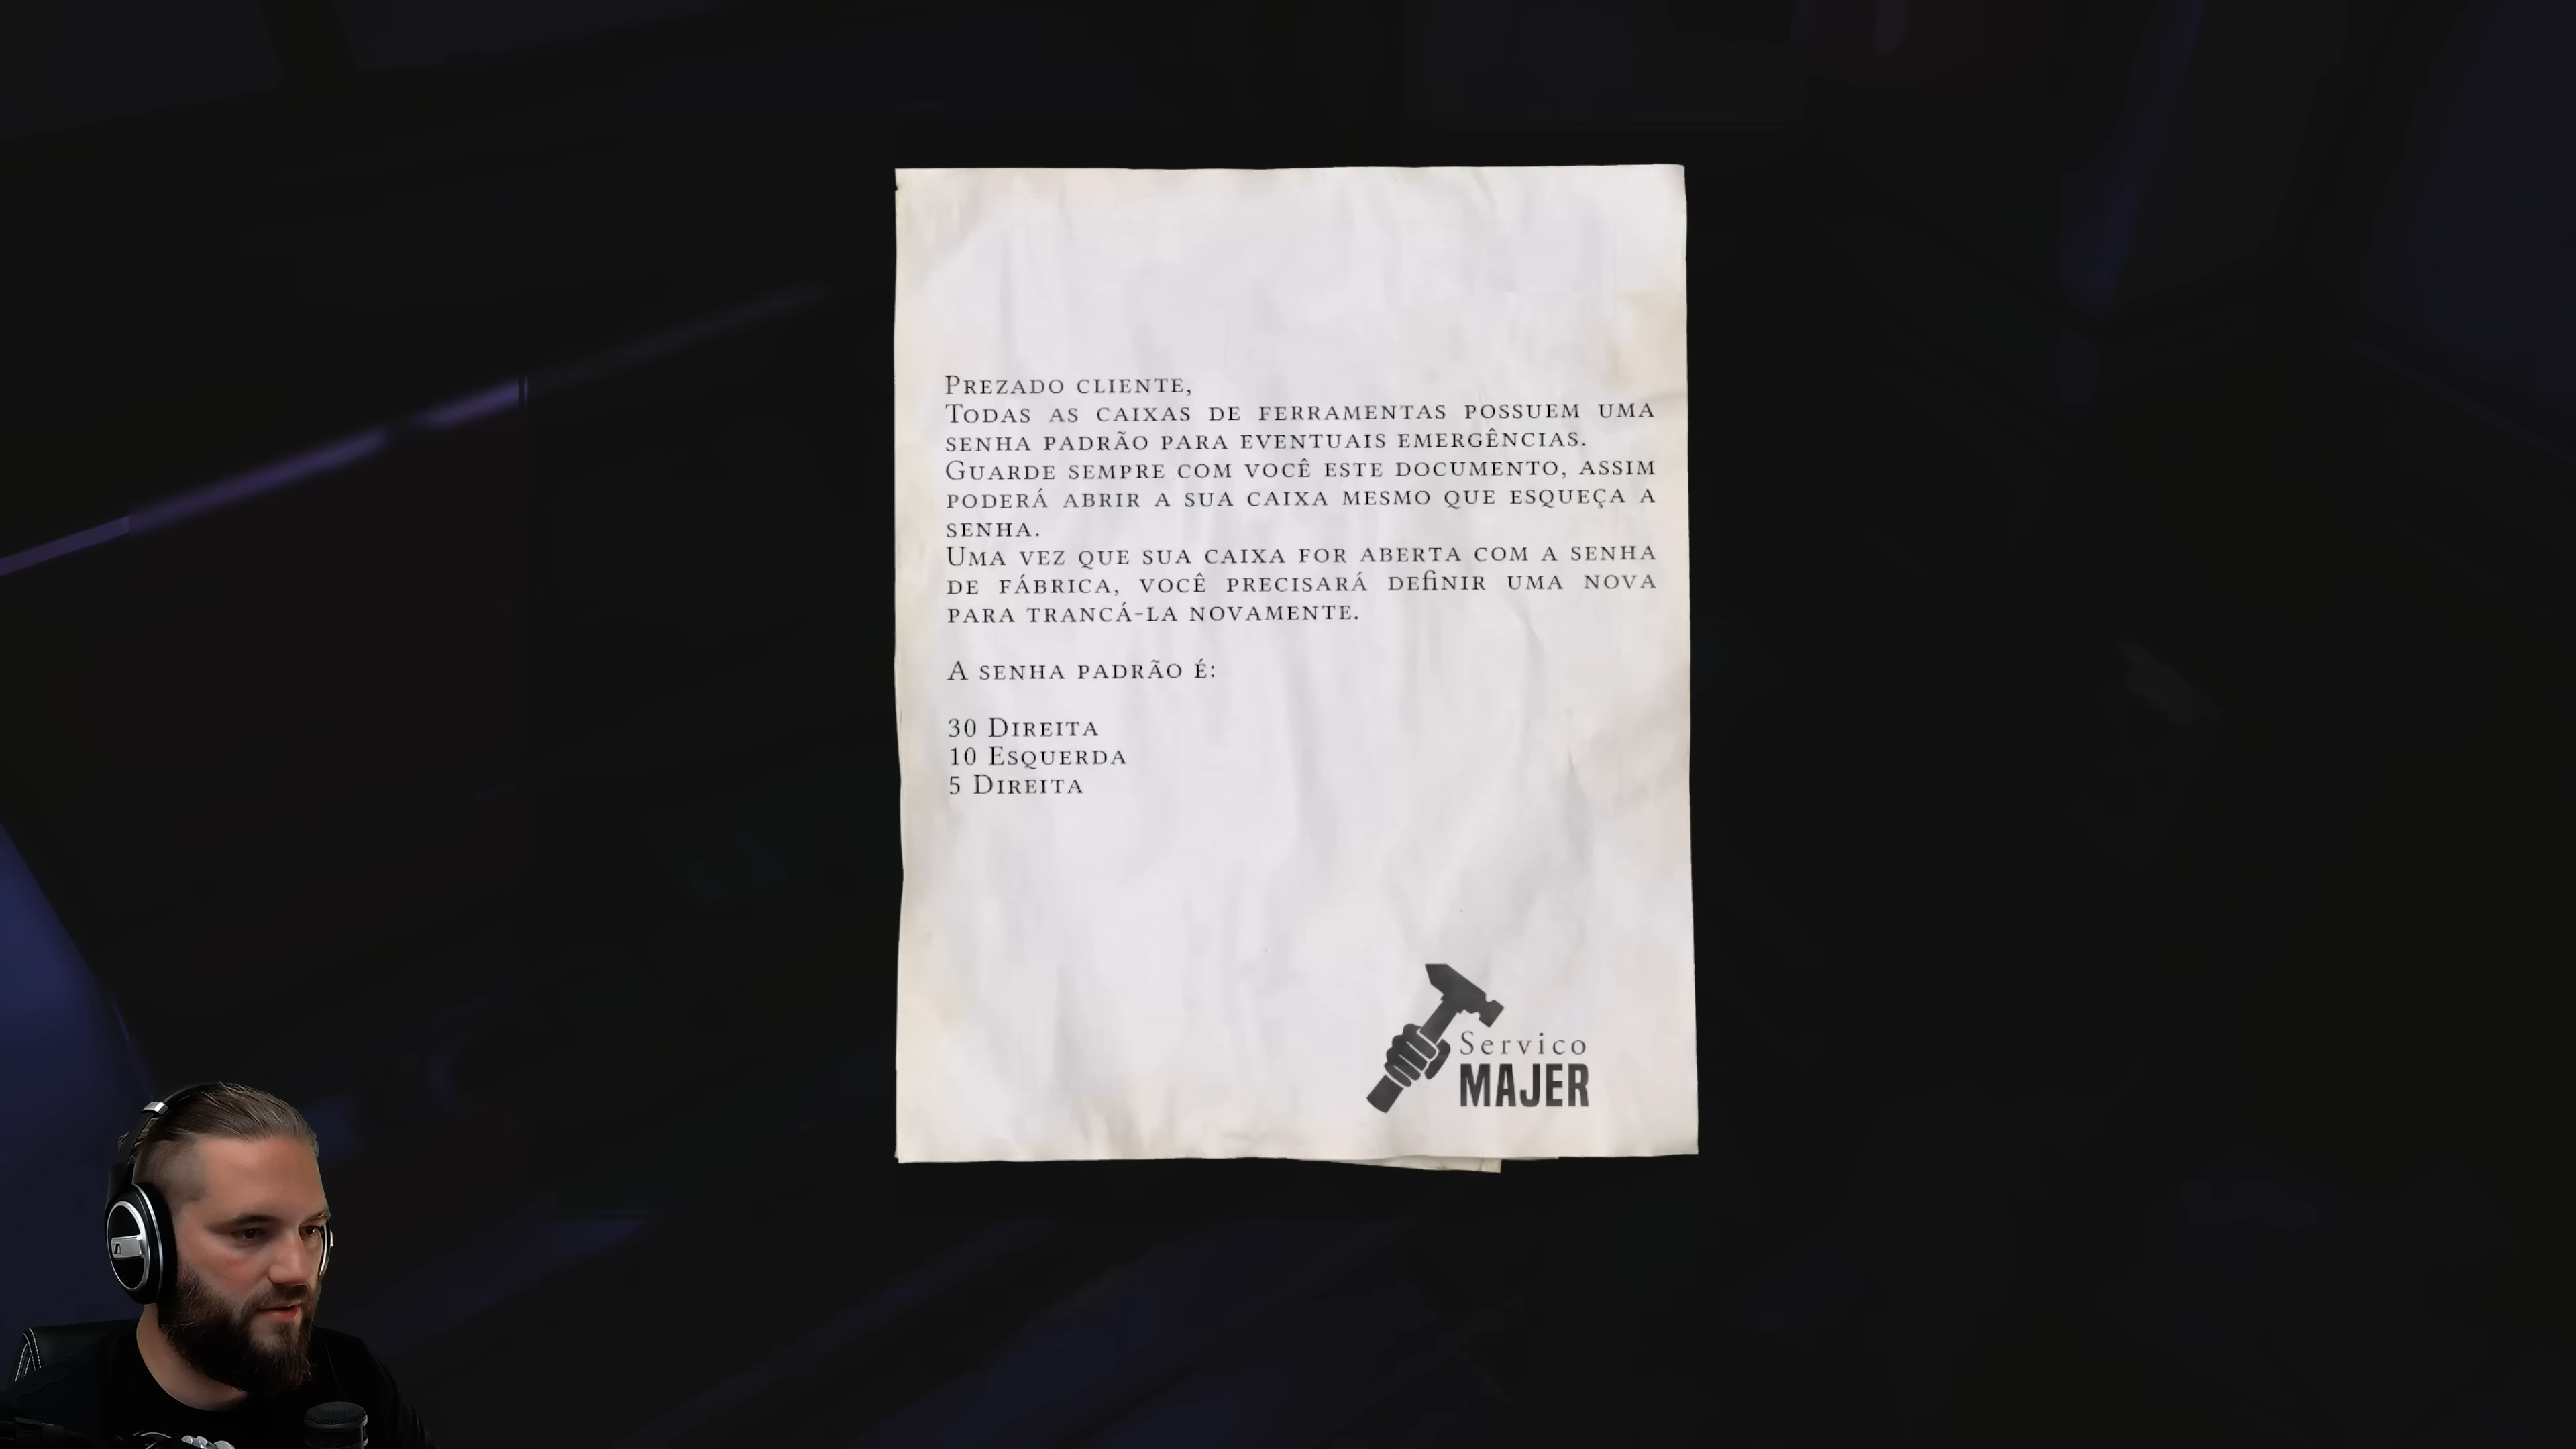 Prezado cliente,
Todas as caixas de ferramentas possuem uma
senha padrão para eventuais emergências.
Guarde sempre com você este documento, assim
poderá abrir a sua caixa mesmo que esqueça a
senha.
Uma vez que sua caixa for aberta com a senha
de fábrica, você precisará definir uma nova
para trancá-la novamente.
A senha padrão é:
30 Direita
10 Esquerda
5 Direita
Servico
MAJER